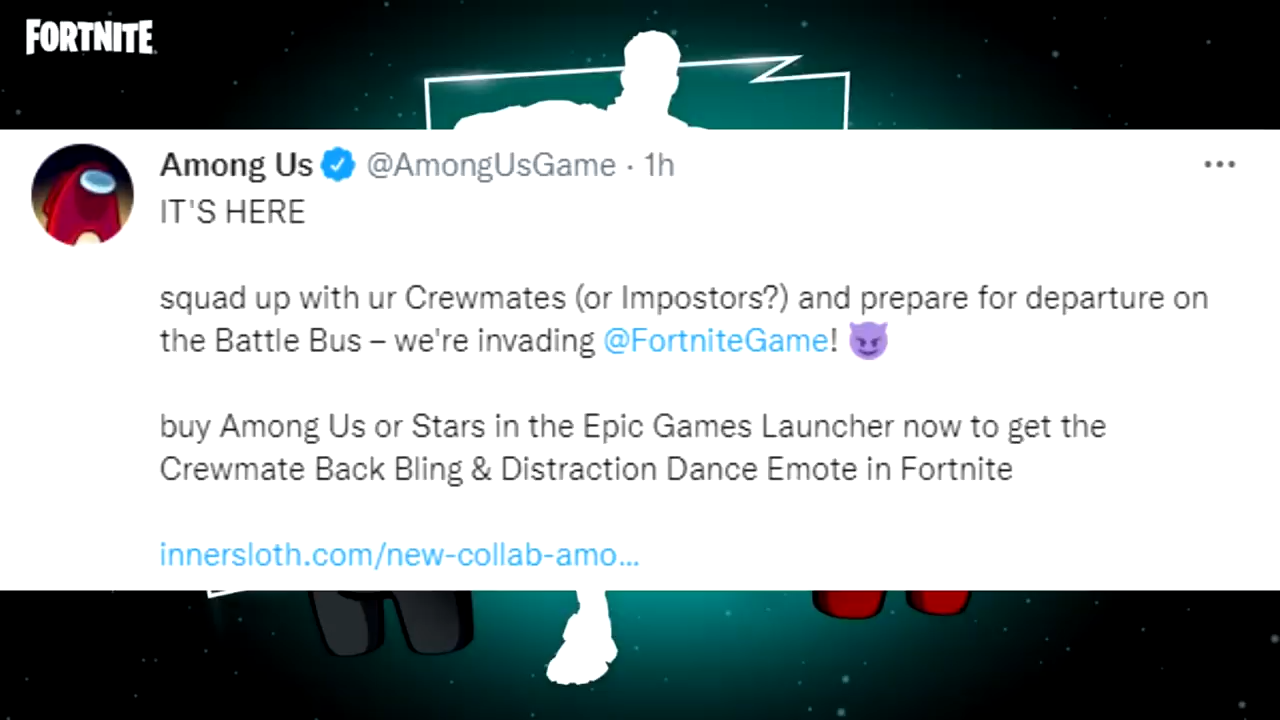 FORTNITE
Among Us @AmongUsGame · 1h
IT'S HERE
squad up with ur Crewmates (or Impostors?) and prepare for departure on
the Battle Bus – we're invading @FortniteGame! 😈
buy Among Us or Stars in the Epic Games Launcher now to get the
Crewmate Back Bling & Distraction Dance Emote in Fortnite
innersloth.com/new-collab-amo...